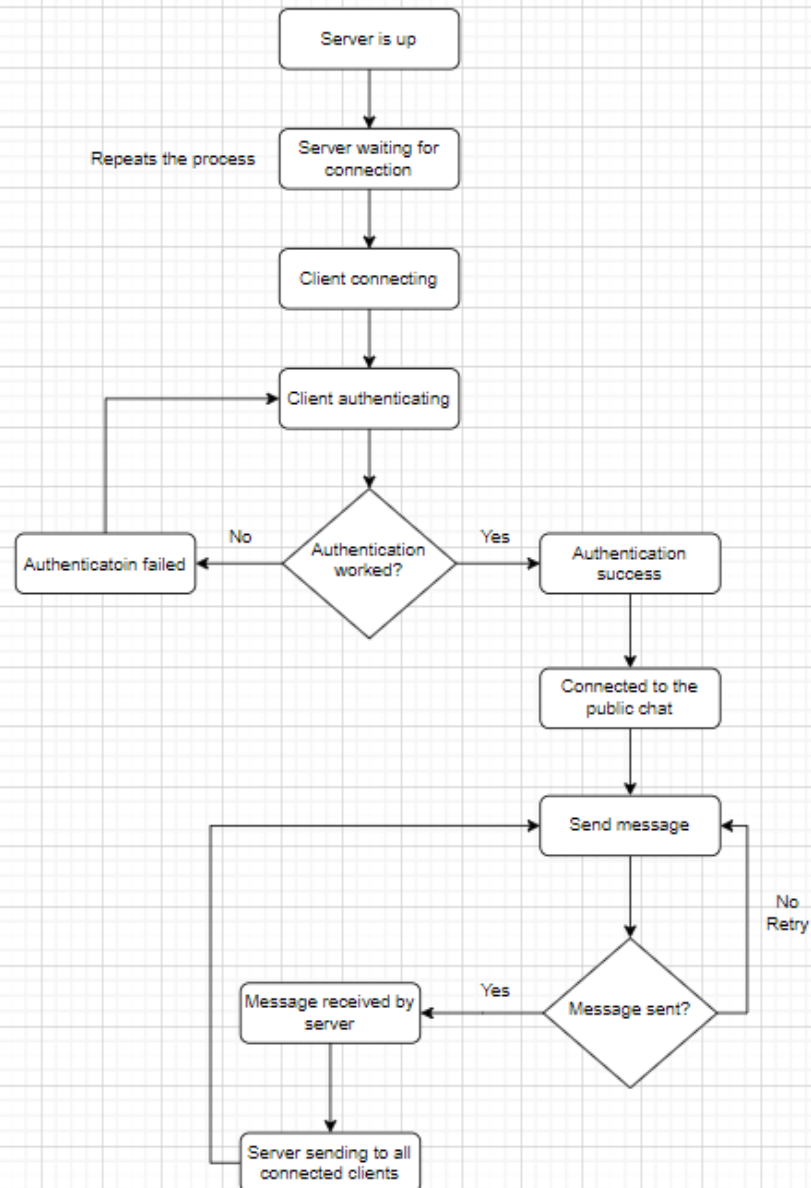 Server is up
Repeats the process
Server waiting for
connection
Client connecting
Client authenticating
No
Authentication
worked?
Yes
Authenticatoin failed
Authentication
success
Connected to the
public chat
Send message
No
Retry
Message sent?
Yes
Message received by
server
Server sending to all
connected clients